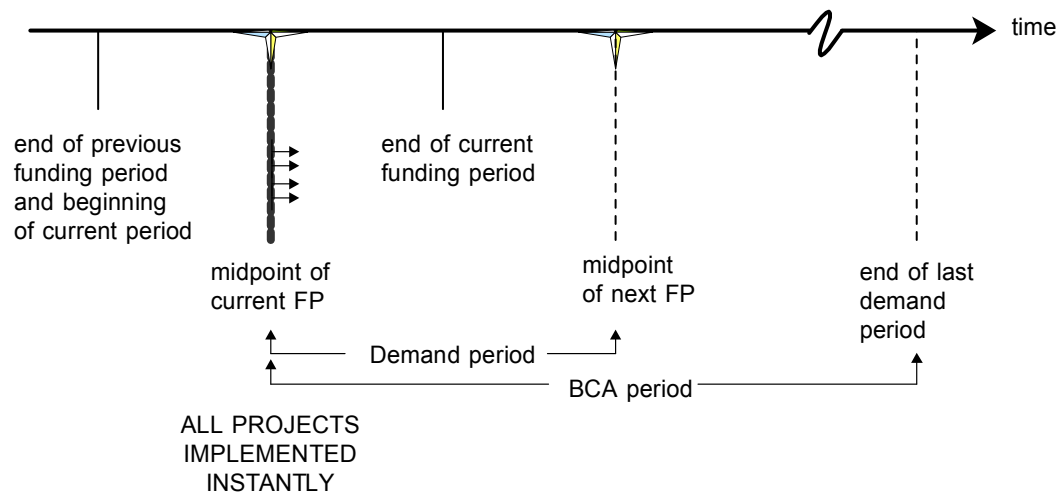 time
end of previous
funding period
and beginning
of current period
end of current
funding period
midpoint of
current FP
midpoint
of next FP
end of last
demand
period
Demand period
BCA period
ALL PROJECTS
IMPLEMENTED
INSTANTLY